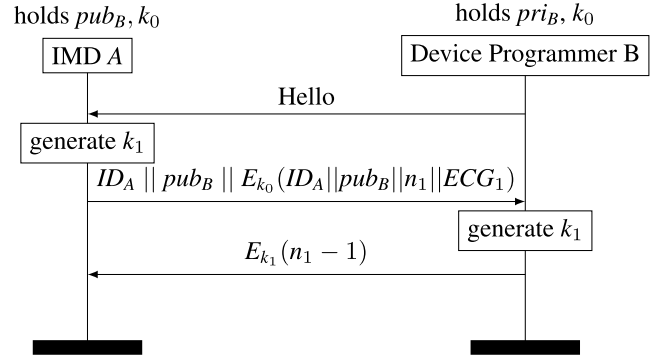 holds pub_B, k_0
holds pri_B, k_0
IMD A
Device Programmer B
Hello
generate k_1
ID_A || pub_B || E_{k_0}(ID_A||pub_B||n_1||ECG_1)
generate k_1
E_{k_1}(n_1 − 1)